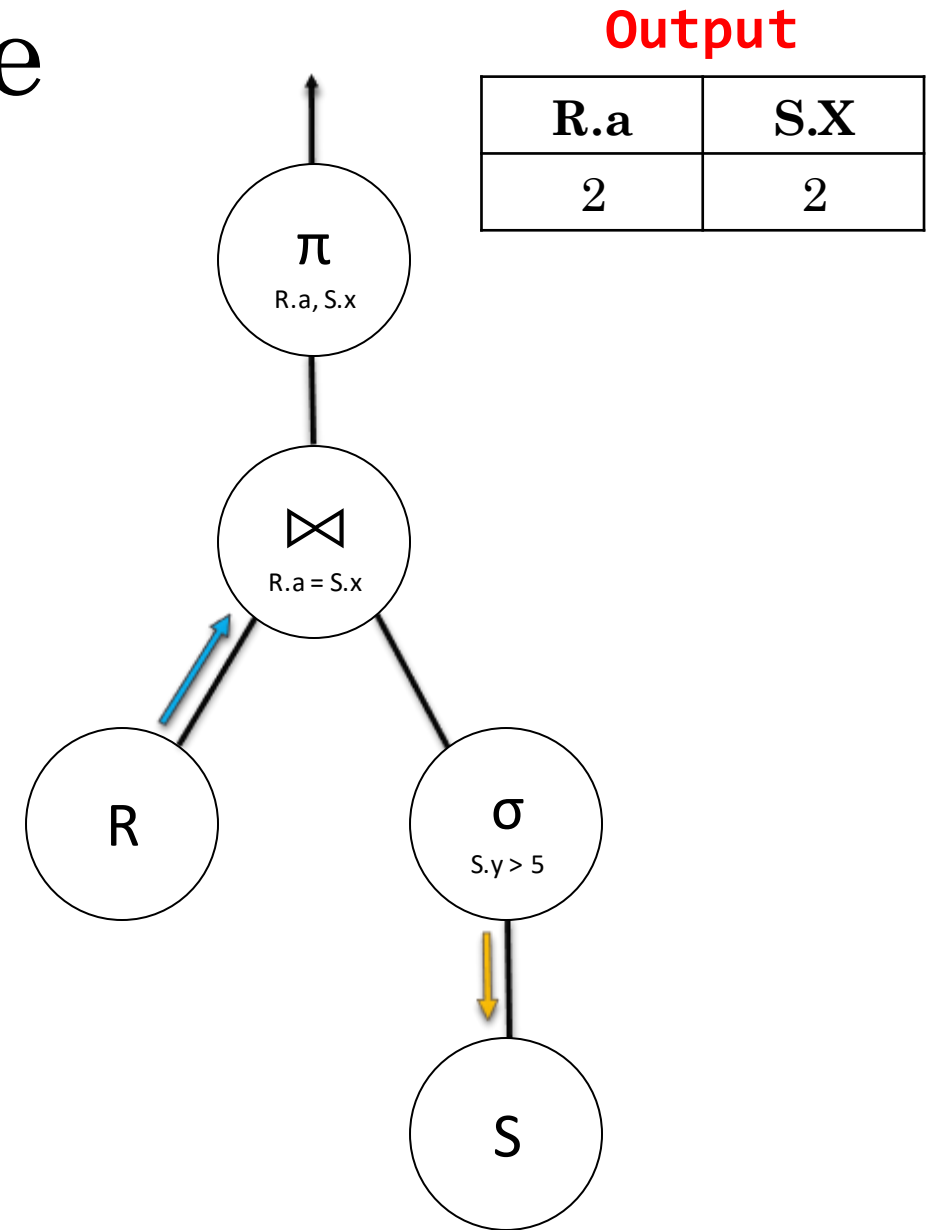 e
Output
R.a S.X
2 2
π
R.a, S.x
⋈
R.a = S.x
R
σ
S.y > 5
S